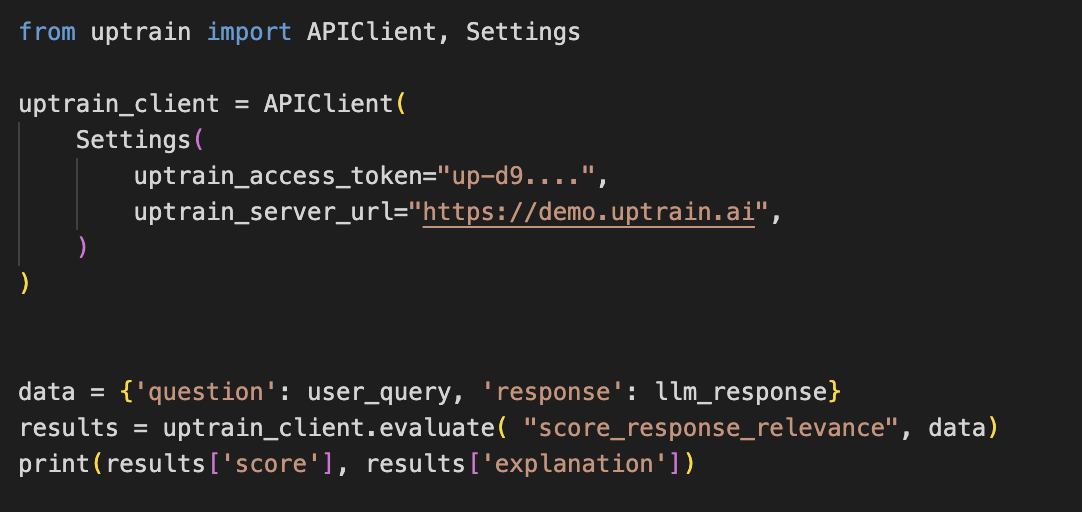 from uptrain import APIClient, Settings

uptrain_client = APIClient(
    Settings(
        uptrain_access_token="up-d9....",
        uptrain_server_url="https://demo.uptrain.ai",
    )
)


data = {'question': user_query, 'response': llm_response}
results = uptrain_client.evaluate( "score_response_relevance", data)
print(results['score'], results['explanation'])